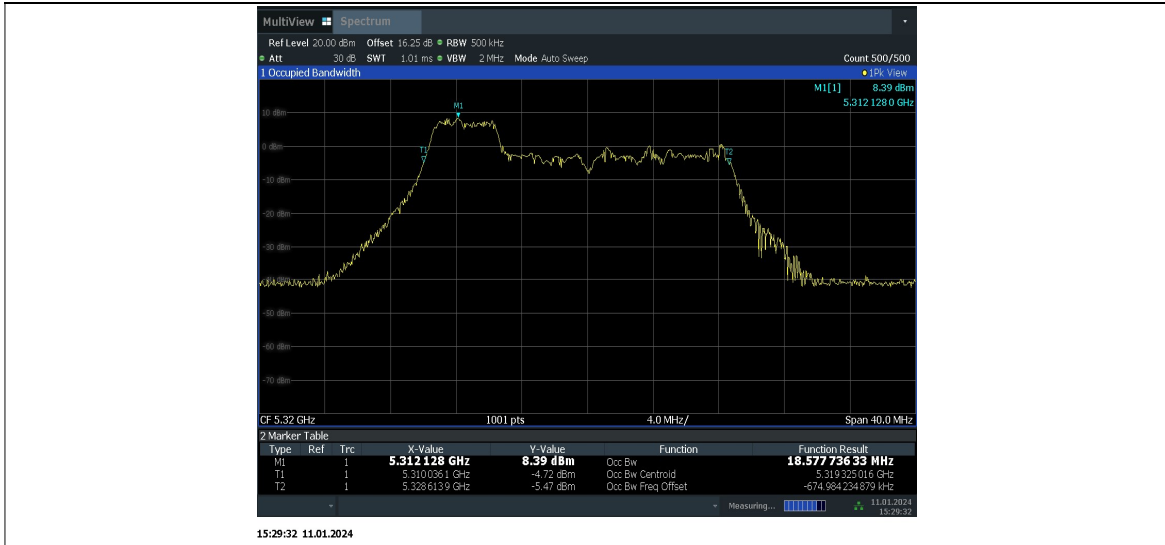 MultiView Spectrum
Ref Level 20.00 dBm Offset 16.25 dB RBW 500 kHz
Att 30 dB SWT 1.01 ms VBW 2 MHz Mode Auto Sweep Count 500/500
1 Occupied Bandwidth 1Pk View
M1[1] 8.39 dBm
5.312 128 0 GHz
10 dBm
M1
0 dBm
T1
T2
-10 dBm
-20 dBm
-30 dBm
-50 dBm
-60 dBm
-70 dBm
CF 5.32 GHz 1001 pts 4.0 MHz/ Span 40.0 MHz
2 Marker Table
Type Ref Trc X-Value Y-Value Function Function Result
M1 1 5.312 128 GHz 8.39 dBm Occ Bw 18.577 736 33 MHz
T1 1 5.310 036 1 GHz -4.72 dBm Occ Bw Centroid 5.319 325 016 GHz
T2 1 5.328 613 9 GHz -5.47 dBm Occ Bw Freq Offset -674.984 234 879 kHz
Measuring... 11.01.2024
15:29:32
15:29:32 11.01.2024